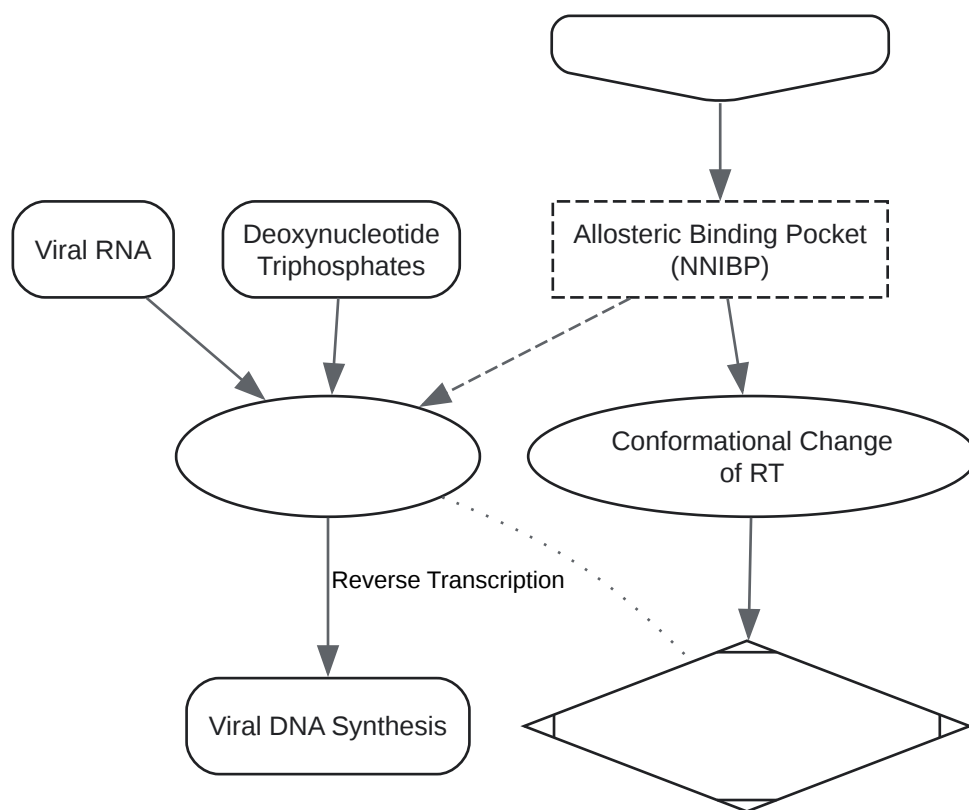 Viral RNA
Deoxynucleotide
Triphosphates
Allosteric Binding Pocket
(NNIBP)
Conformational Change
of RT
Reverse Transcription
Viral DNA Synthesis